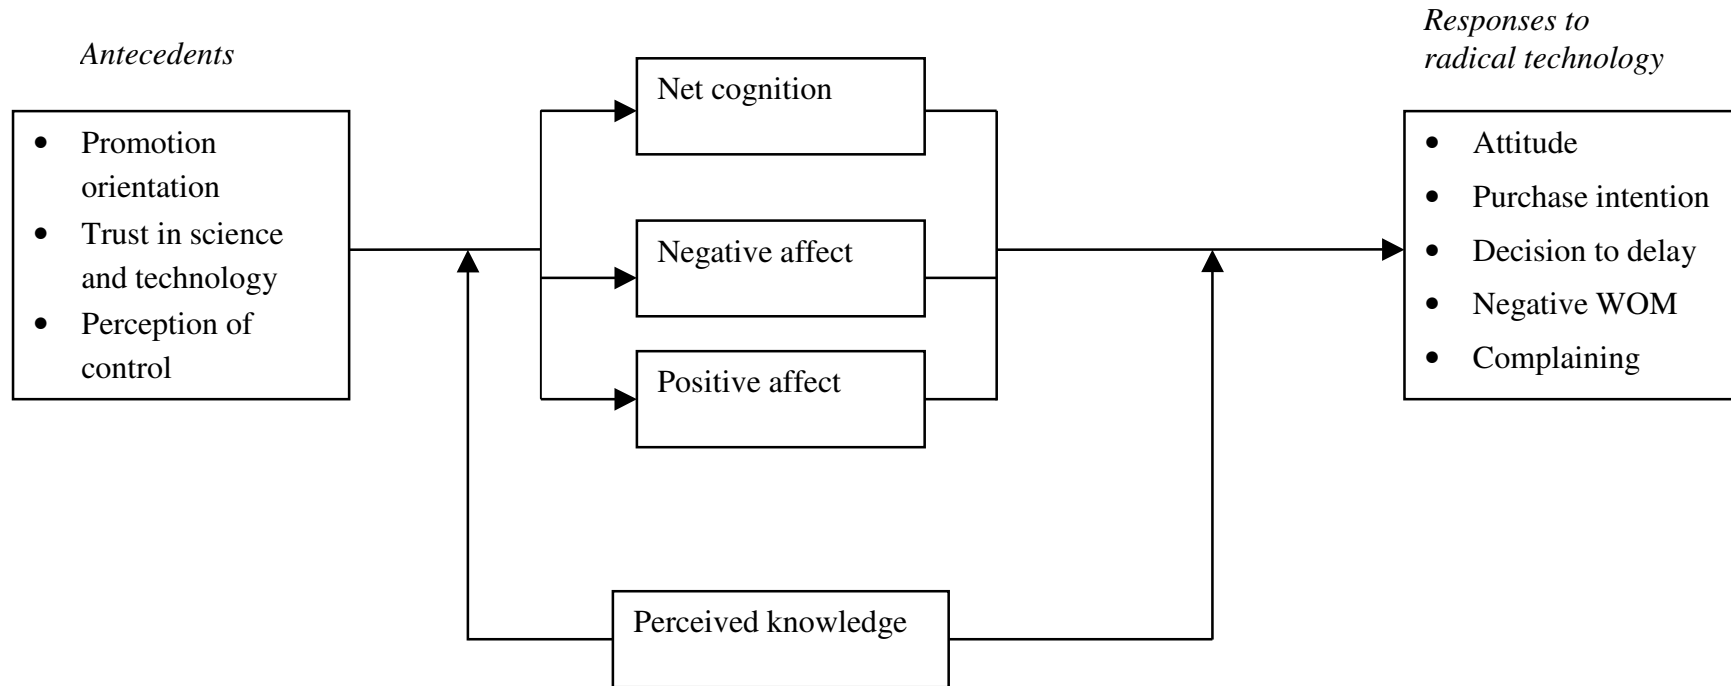 Antecedents
• Promotion
orientation
• Trust in science
and technology
• Perception of
control
Net cognition
Negative affect
Positive affect
Perceived knowledge
Responses to
radical technology
• Attitude
• Purchase intention
• Decision to delay
• Negative WOM
• Complaining